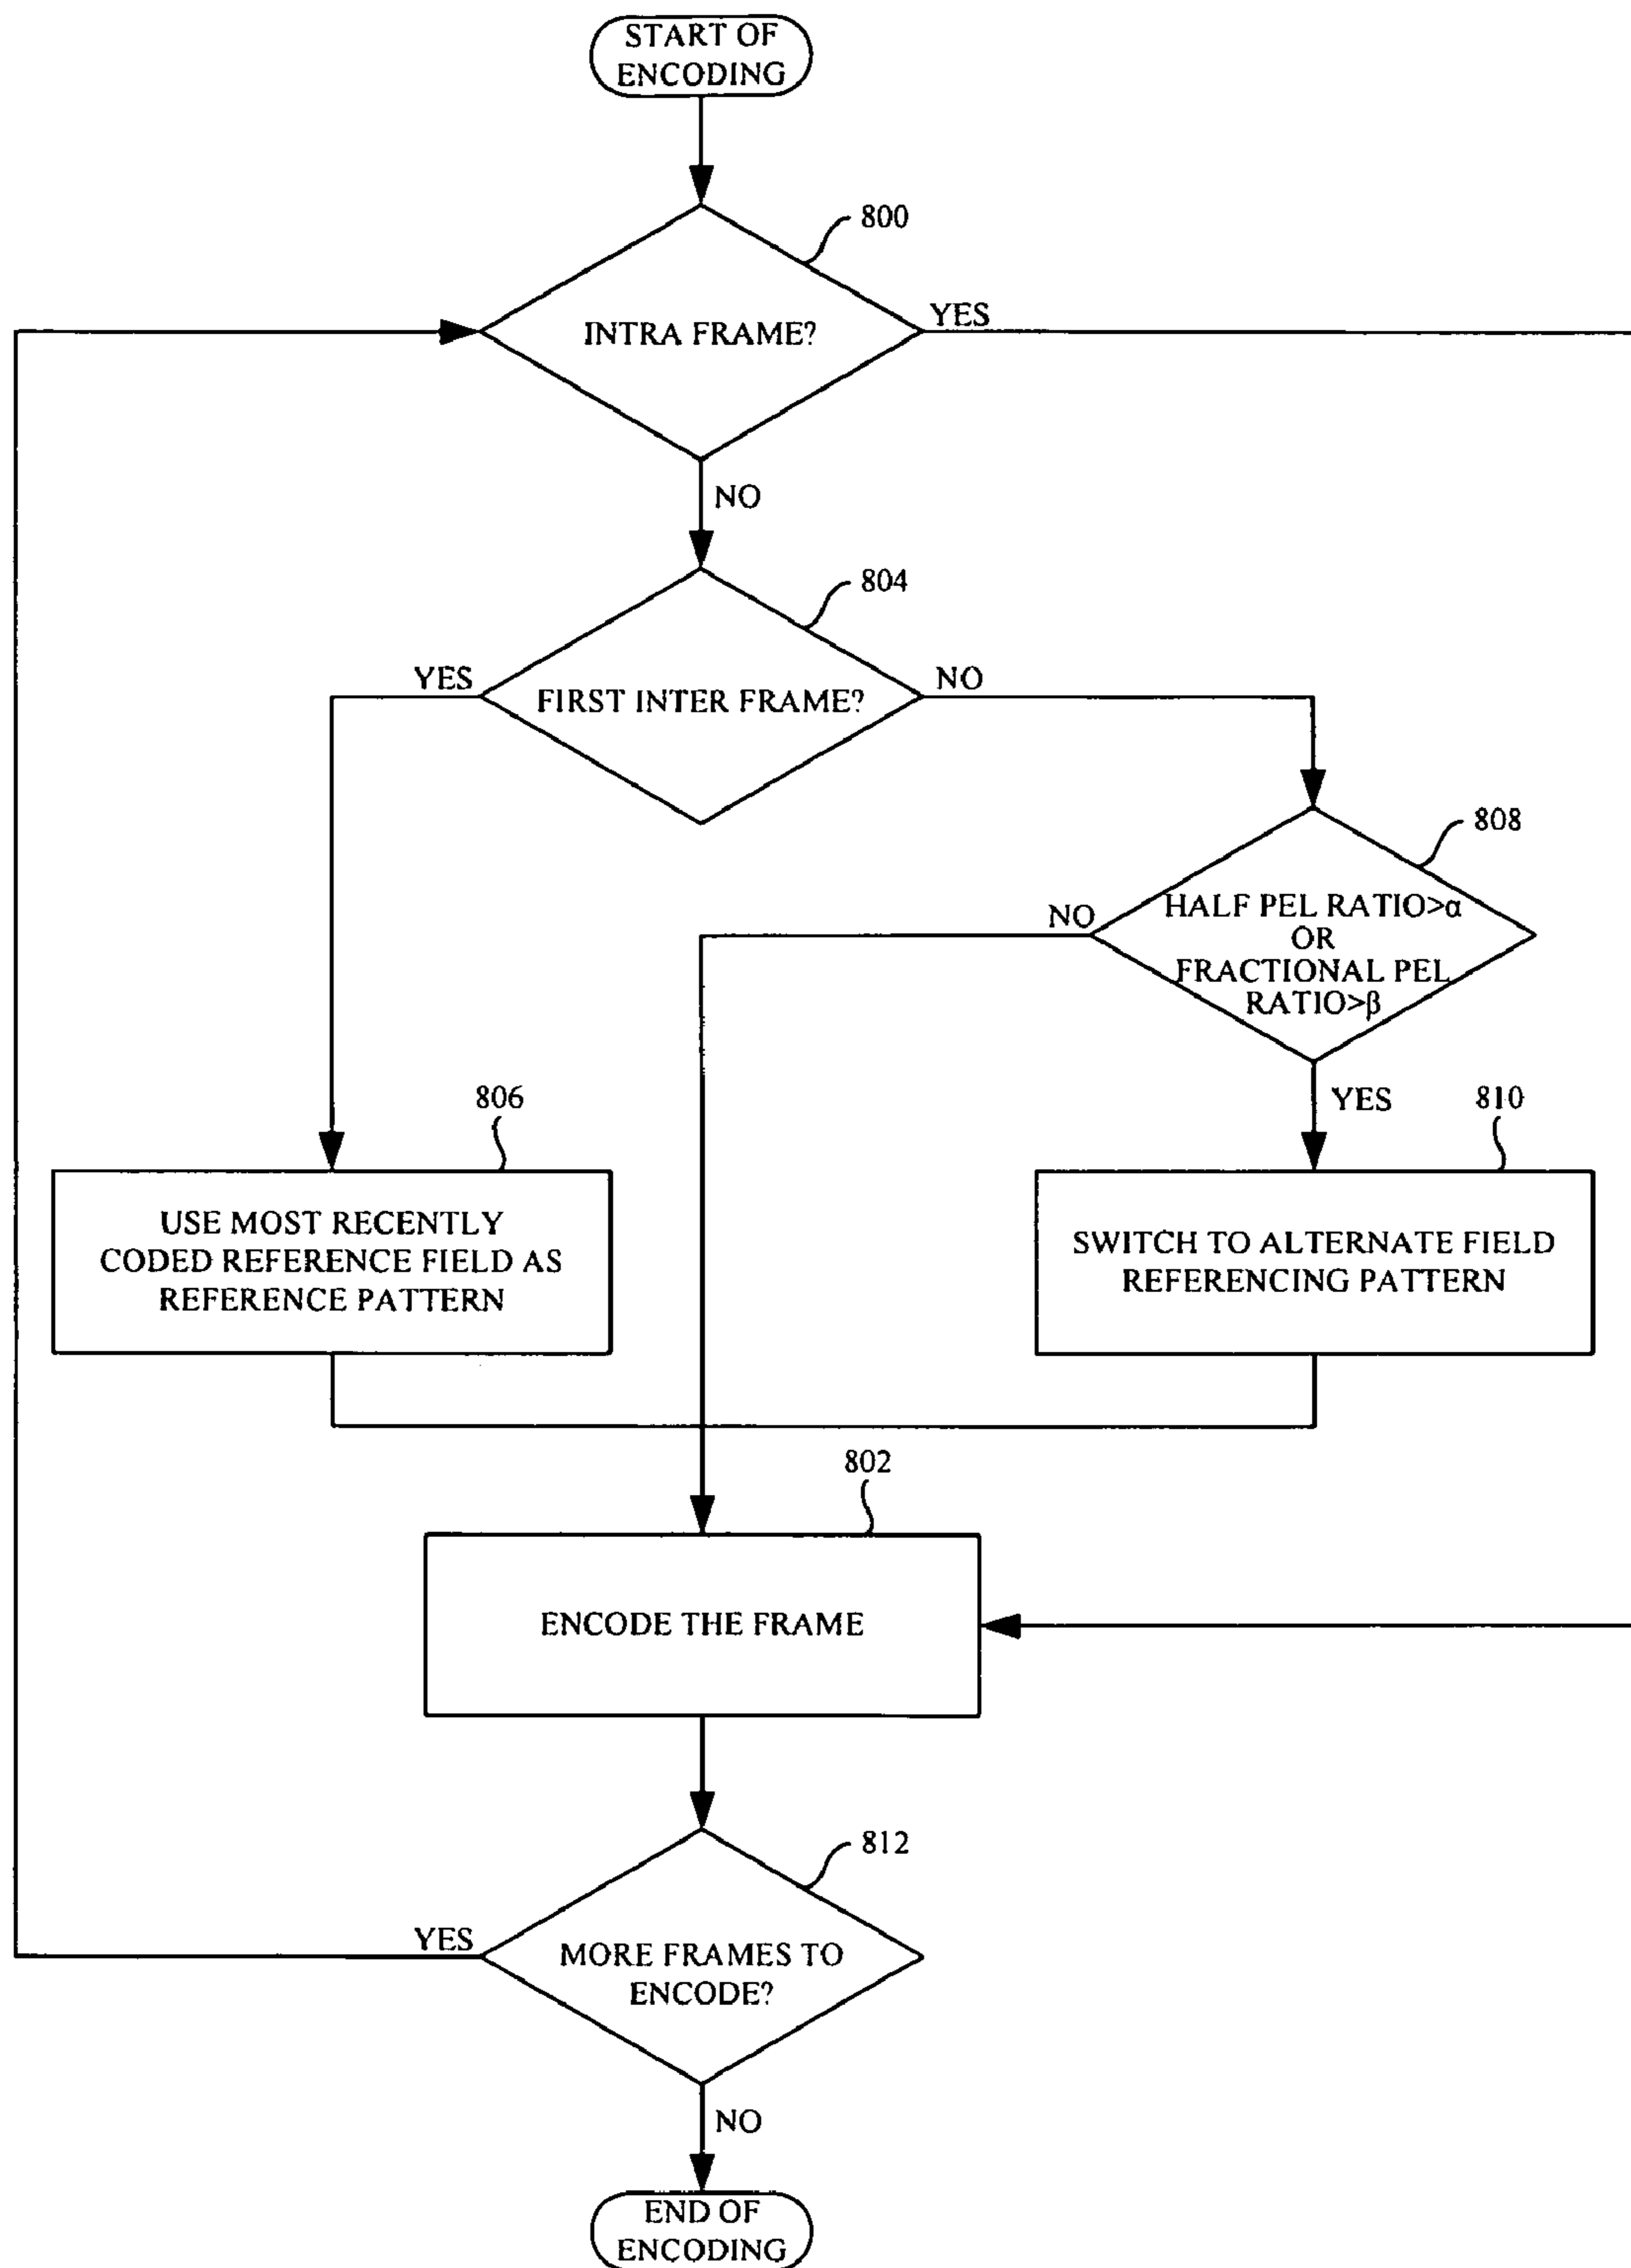 START OF
ENCODING
800
INTRA FRAME?
YES
NO
804
FIRST INTER FRAME?
YES
NO
808
HALF PEL RATIO>α
OR
FRACTIONAL PEL
RATIO>β
NO
YES
806
USE MOST RECENTLY
CODED REFERENCE FIELD AS
REFERENCE PATTERN
810
SWITCH TO ALTERNATE FIELD
REFERENCING PATTERN
802
ENCODE THE FRAME
812
MORE FRAMES TO
ENCODE?
YES
NO
END OF
ENCODING